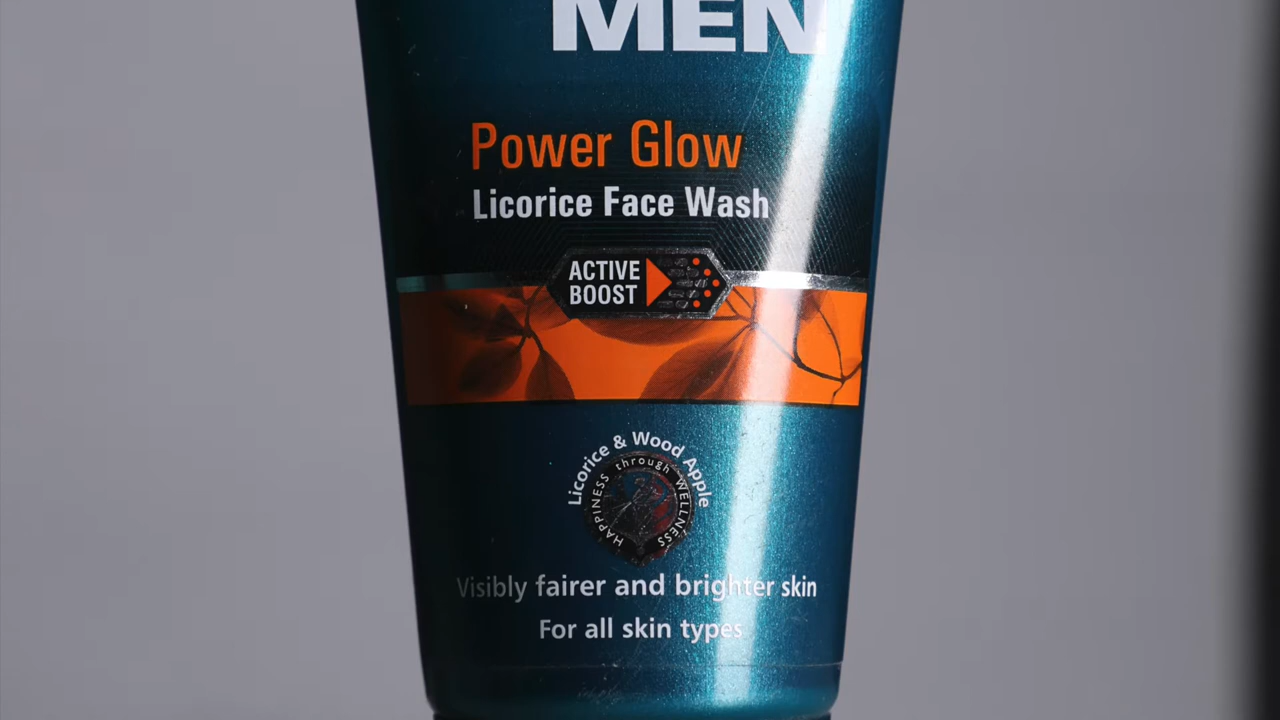 MEN
Power Glow
Licorice Face Wash
ACTIVE
BOOST
Licorice & Wood Apple
HAPPINESS through WELLNESS
Visibly fairer and brighter skin
For all skin types